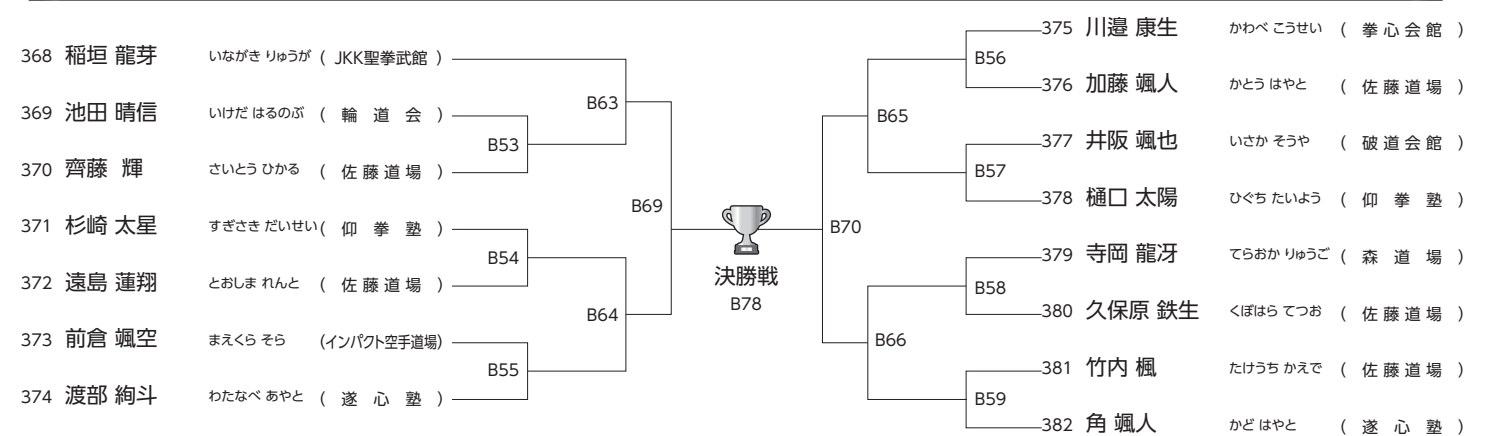 368 稲垣 龍芽 いながき りゅうが ( JKK聖拳武館 )
369 池田 晴信 いけだ はるのぶ ( 輪 道 会 )
370 齊藤 輝 さいとう ひかる ( 佐藤道場 )
371 杉崎 太星 すぎさき だいせい ( 仰 拳 塾 )
372 遠島 蓮翔 とおしま れんと ( 佐藤道場 )
373 前倉 颯空 まえくら そら (インパクト空手道場)
374 渡部 絢斗 わたなべ あやと ( 遂 心 塾 )
B63
B53
B69
B54
B64
B55
決勝戦
B78
B56
B65
B57
B70
B58
B66
B59
375 川邉 康生 かわべ こうせい ( 拳心会館 )
376 加藤 颯人 かとう はやと ( 佐藤道場 )
377 井阪 颯也 いさか そうや ( 破道会館 )
378 樋口 太陽 ひぐち たいよう ( 仰 拳 塾 )
379 寺岡 龍冴 てらおか りゅうご ( 森 道 場 )
380 久保原 鉄生 くぼはら てつお ( 佐藤道場 )
381 竹内 楓 たけうち かえで ( 佐藤道場 )
382 角 颯人 かど はやと ( 遂 心 塾 )